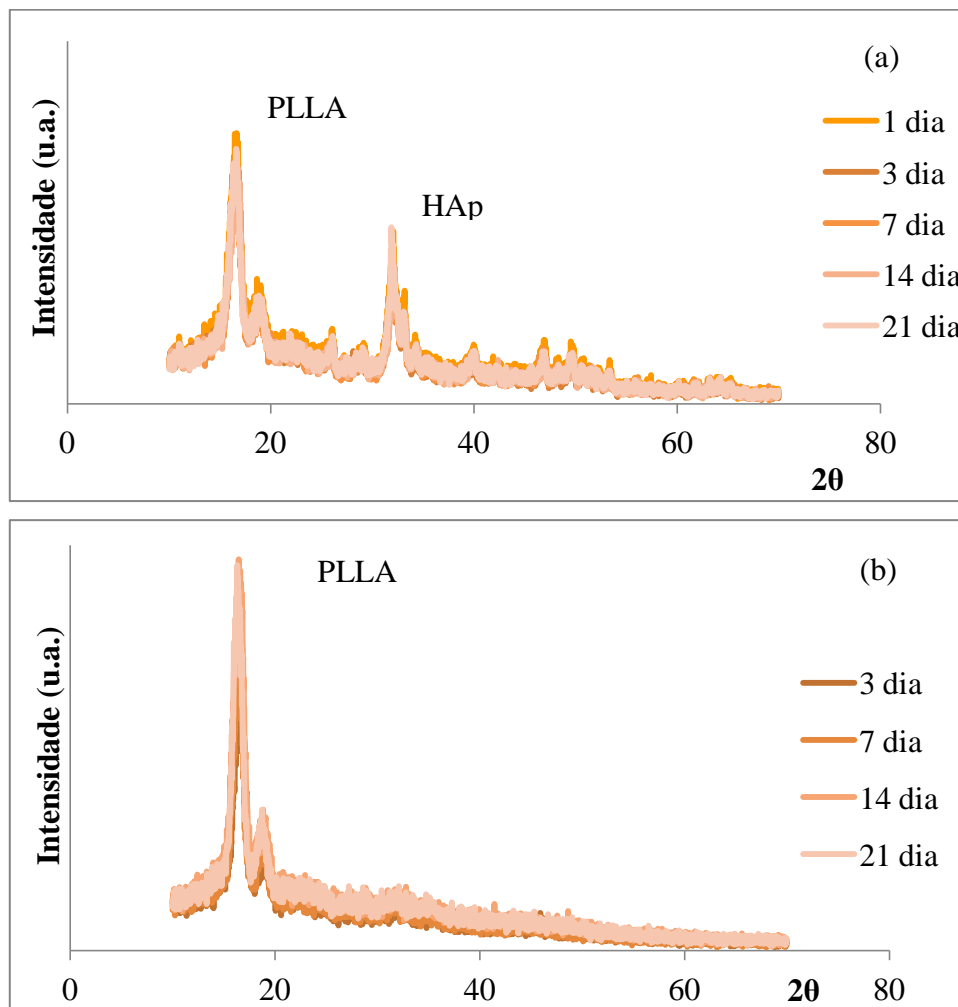 (a)
PLLA
HAp
Intensidade (u.a.)
1 dia
3 dia
7 dia
14 dia
21 dia
0 20 40 60 80
2θ
(b)
PLLA
Intensidade (u.a.)
3 dia
7 dia
14 dia
21 dia
0 20 40 60 2θ 80